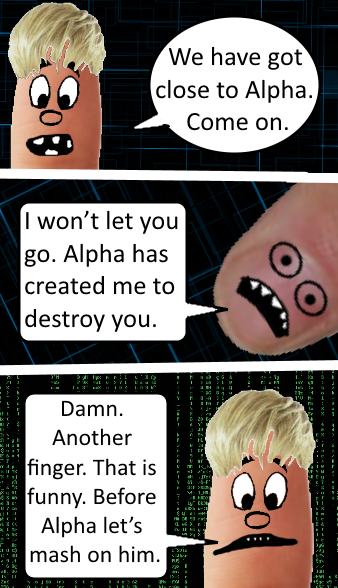 We have got
close to Alpha.
Come on.
I won't let you
go. Alpha has
created me to
destroy you.
Damn.
Another
finger. That is
funny. Before
Alpha let's
mash on him.